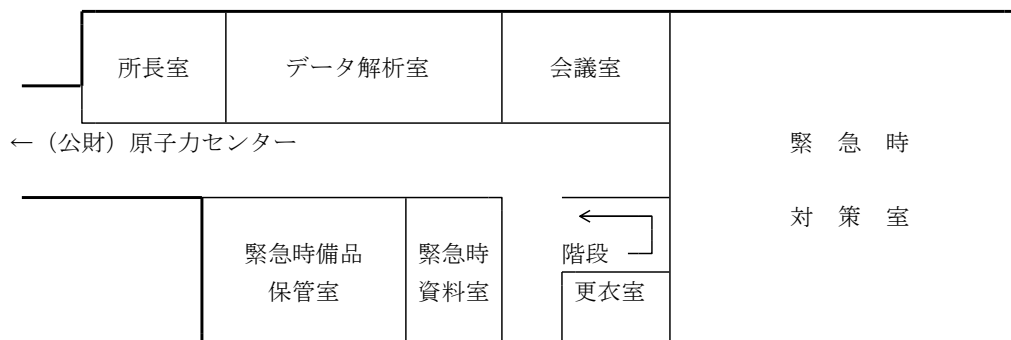 所長室
データ解析室
会議室
←（公財）原子力センター
緊 急 時
対 策 室
緊急時備品
保管室
緊急時
資料室
階段
更衣室